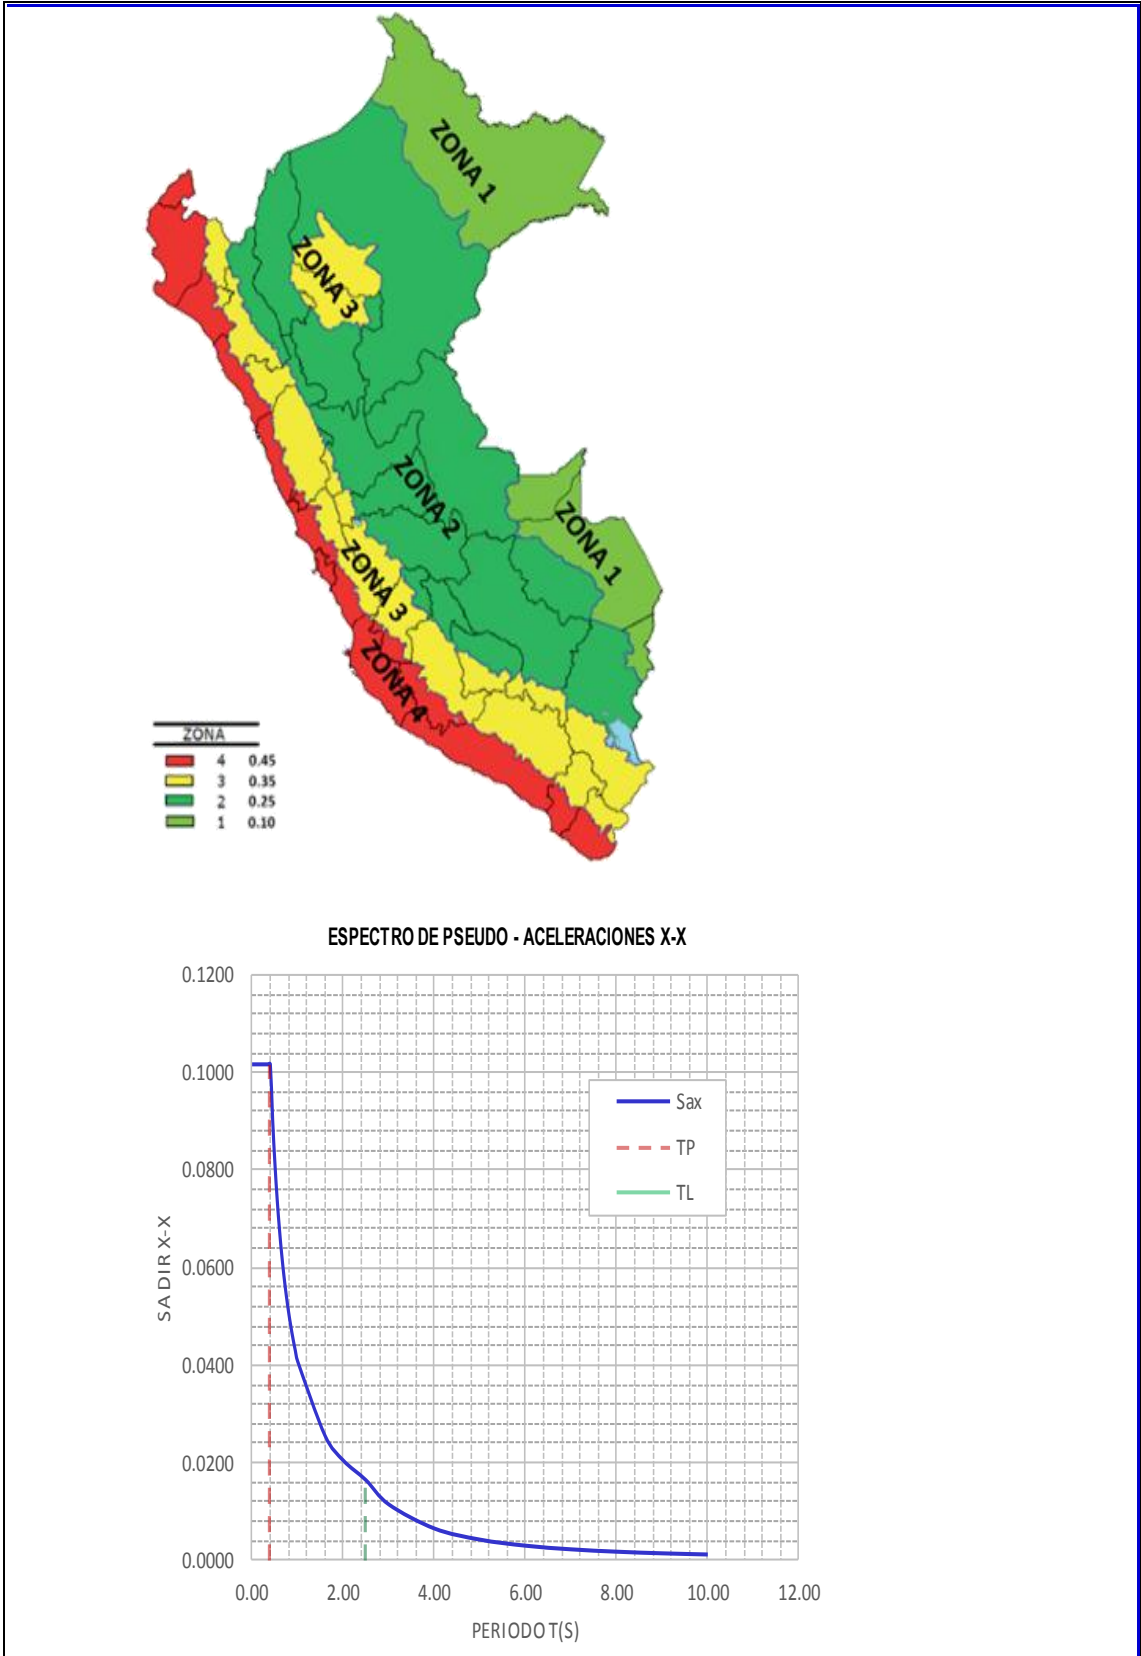 ZONA 1
ZONA 3
ZONA 2
ZONA 1
ZONA 3
ZONA 4
ZONA
4 0.45
3 0.35
2 0.25
1 0.10
ESPECTRO DE PSEUDO - ACELERACIONES X-X
0.1200
0.1000
0.0800
0.0600
0.0400
0.0200
0.0000
SA DIR X-X
Sax
TP
TL
0.00 2.00 4.00 6.00 8.00 10.00 12.00
PERIODO T(S)